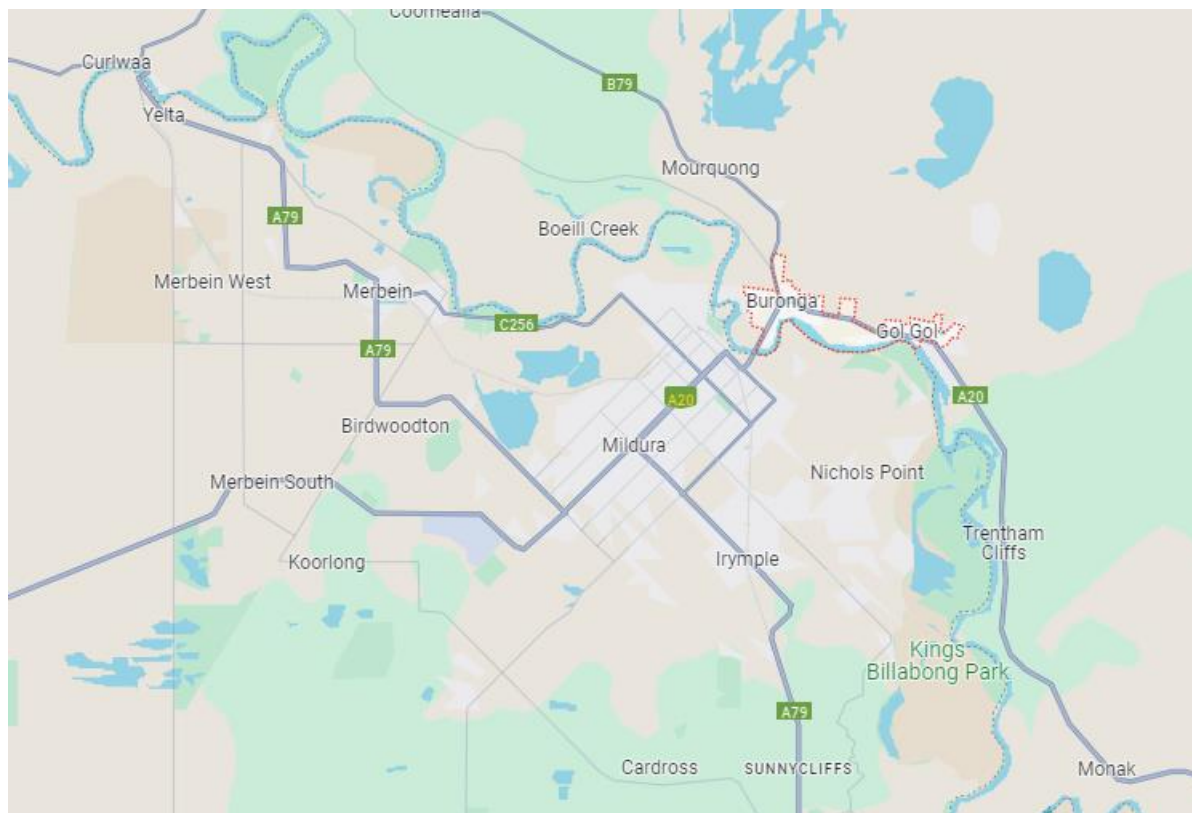 Coomealla
Curlwaa
B79
Yelta
Mourquong
A79
Boeill Creek
Merbein West
Merbein
Buronga
C256
Gol Gol
A79
A20
A20
Birdwoodton
Mildura
Merbein South
Nichols Point
Trentham
Cliffs
Koorlong
Irymple
Kings
Billabong Park
A79
Cardross
SUNNYCLIFFS
Monak